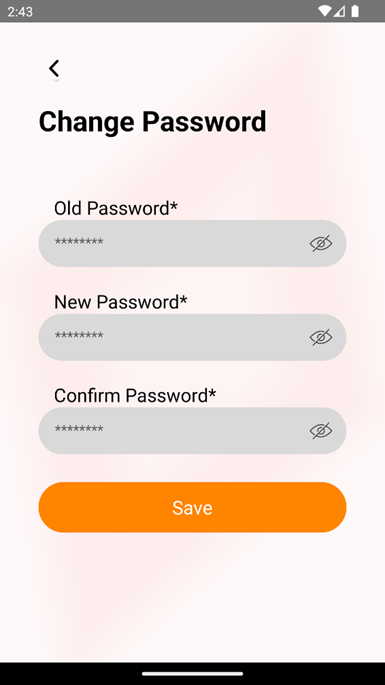 2:43
Change Password
Old Password*
********
New Password*
********
Confirm Password*
********
Save